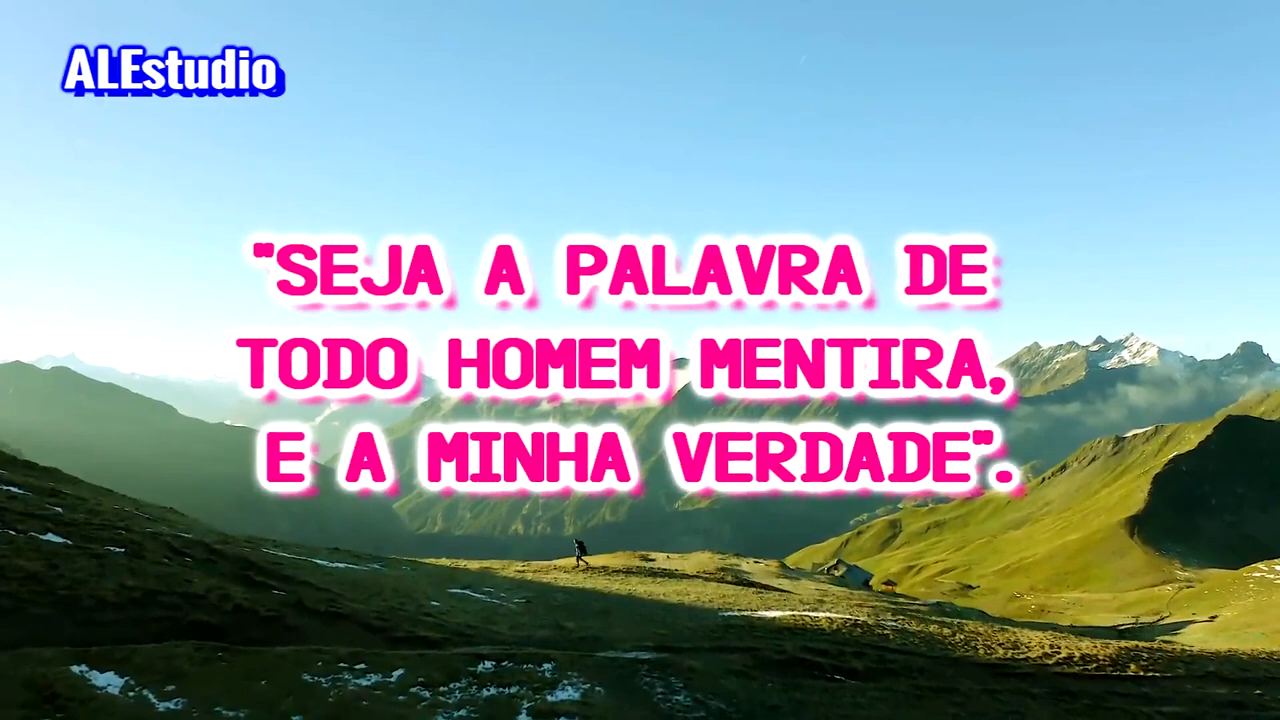 ALEstudio
"SEJA A PALAVRA DE
TODO HOMEM MENTIRA,
E A MINHA VERDADE".